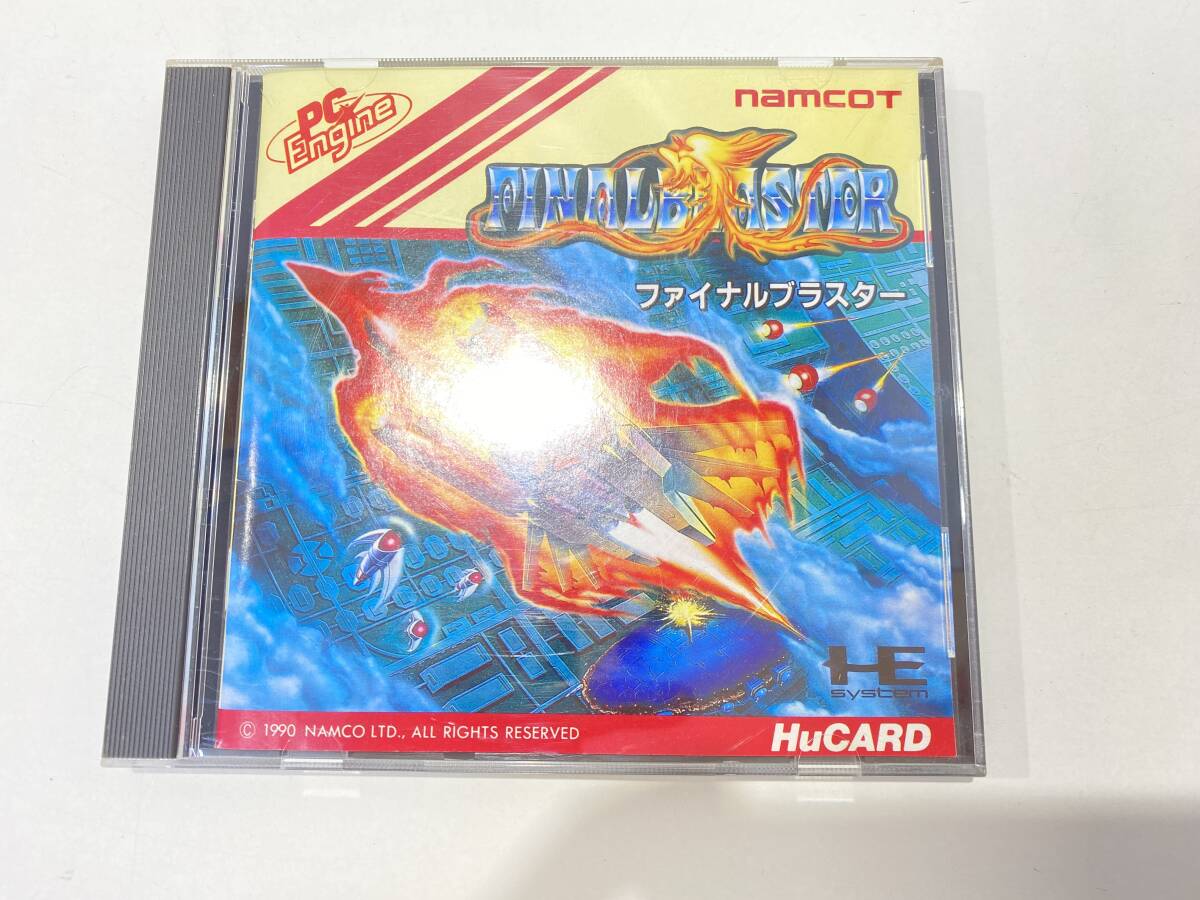 PC Engine
namcoT
FINAL BLASTER
ファイナルブラスター
HE system
© 1990 NAMCO LTD., ALL RIGHTS RESERVED
HuCARD